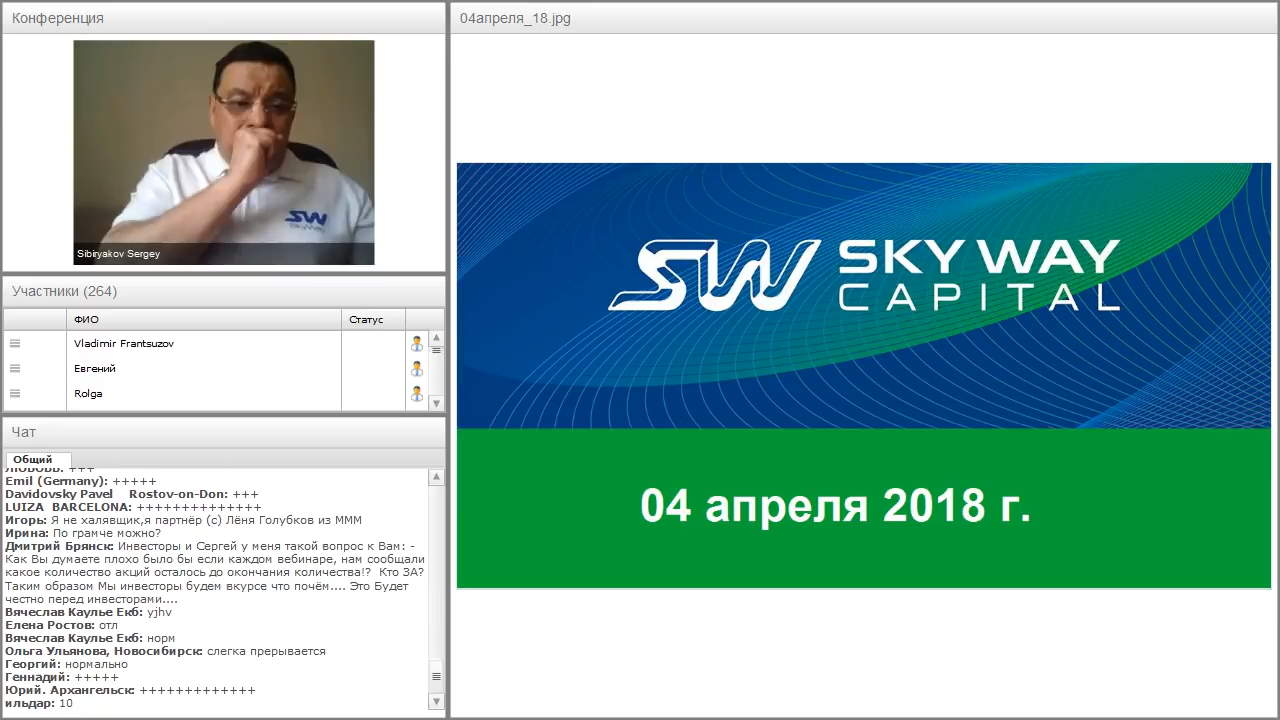 Конференция
Sibiryakov Sergey
Участники (264)
ФИО
Статус
Vladimir Frantsuzov
Евгений
Rolga
Чат
Общий
Любовь: +++
Emil (Germany): +++++
Davidovsky Pavel Rostov-on-Don: +++
LUIZA BARCELONA: ++++++++++++++
Игорь: Я не халявщик,я партнёр (с) Лёня Голубков из МММ
Ирина: По грамче можно?
Дмитрий Брянск: Инвесторы и Сергей у меня такой вопрос к Вам: -
Как Вы думаете плохо было бы если каждом вебинаре, нам сообщали
какое количество акций осталось до окончания количества!? Кто ЗА?
Таким образом Мы инвесторы будем вкурсе что почём.... Это Будет
честно перед инвесторами....
Вячеслав Каулье Екб: yjhv
Елена Ростов: отл
Вячеслав Каулье Екб: норм
Ольга Ульянова, Новосибирск: слегка прерывается
Георгий: нормально
Геннадий: +++++
Юрий. Архангельск: +++++++++++++
ильдар: 10
04апреля_18.jpg
SW SKY WAY
CAPITAL
04 апреля 2018 г.
SW